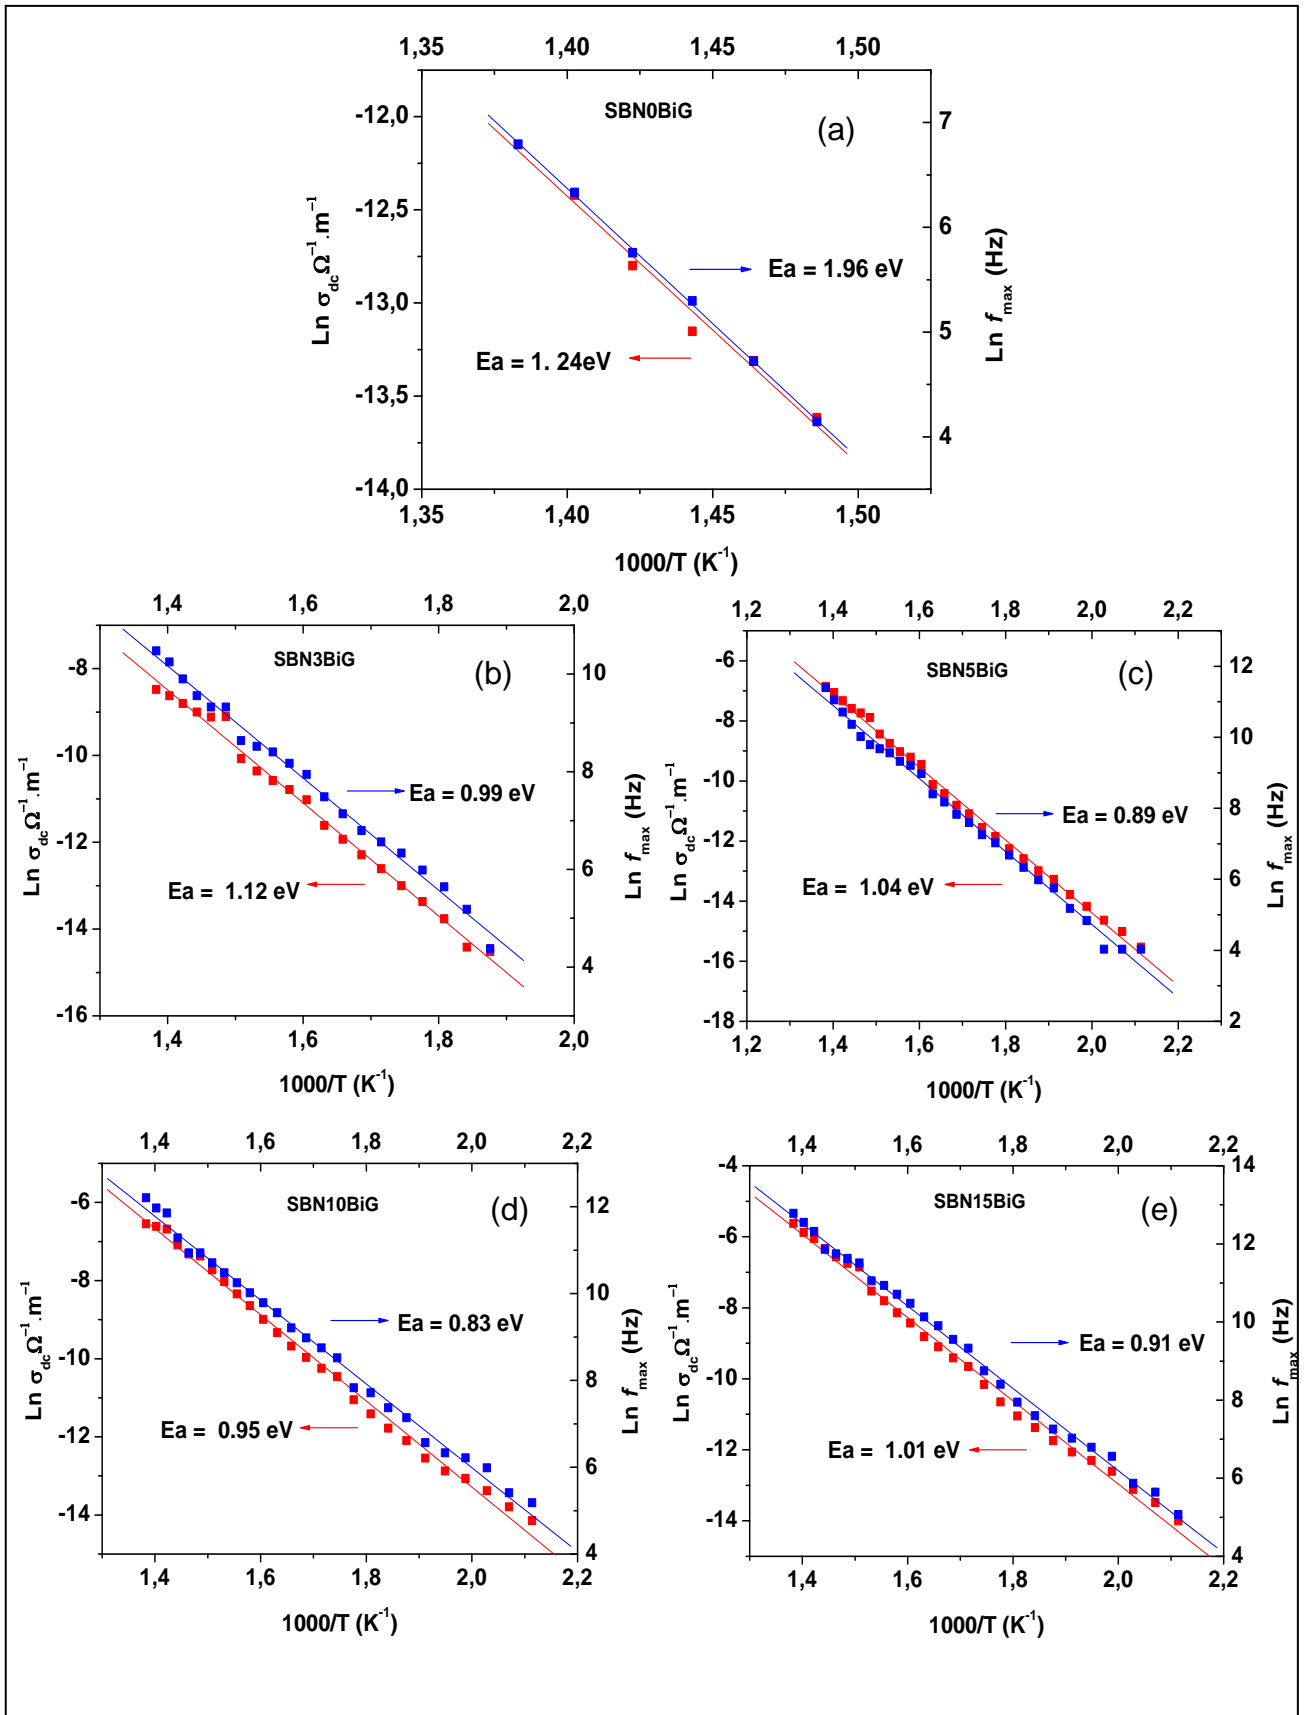 1,35 1,40 1,45 1,50
SBN0BiG
(a)
-12,0
-12,5
-13,0
-13,5
-14,0
Ln σdc Ω⁻¹.m⁻¹
7
6
5
4
Ln fmax (Hz)
Ea = 1.96 eV
Ea = 1. 24eV
1,35 1,40 1,45 1,50
1000/T (K⁻¹)
1,4 1,6 1,8 2,0
SBN3BiG
(b)
-8
-10
-12
-14
-16
Ln σdc Ω⁻¹.m⁻¹
10
8
6
4
Ln fmax (Hz)
Ea = 0.99 eV
Ea = 1.12 eV
1,4 1,6 1,8 2,0
1000/T (K⁻¹)
1,2 1,4 1,6 1,8 2,0 2,2
SBN5BiG
(c)
-6
-8
-10
-12
-14
-16
-18
Ln σdc Ω⁻¹.m⁻¹
12
10
8
6
4
2
Ln fmax (Hz)
Ea = 0.89 eV
Ea = 1.04 eV
1,2 1,4 1,6 1,8 2,0 2,2
1000/T (K⁻¹)
1,4 1,6 1,8 2,0 2,2
SBN10BiG
(d)
-6
-8
-10
-12
-14
Ln σdc Ω⁻¹.m⁻¹
12
10
8
6
4
Ln fmax (Hz)
Ea = 0.83 eV
Ea = 0.95 eV
1,4 1,6 1,8 2,0 2,2
1000/T (K⁻¹)
1,4 1,6 1,8 2,0 2,2
SBN15BiG
(e)
-4
-6
-8
-10
-12
-14
Ln σdc Ω⁻¹.m⁻¹
14
12
10
8
6
4
Ln fmax (Hz)
Ea = 0.91 eV
Ea = 1.01 eV
1,4 1,6 1,8 2,0 2,2
1000/T (K⁻¹)